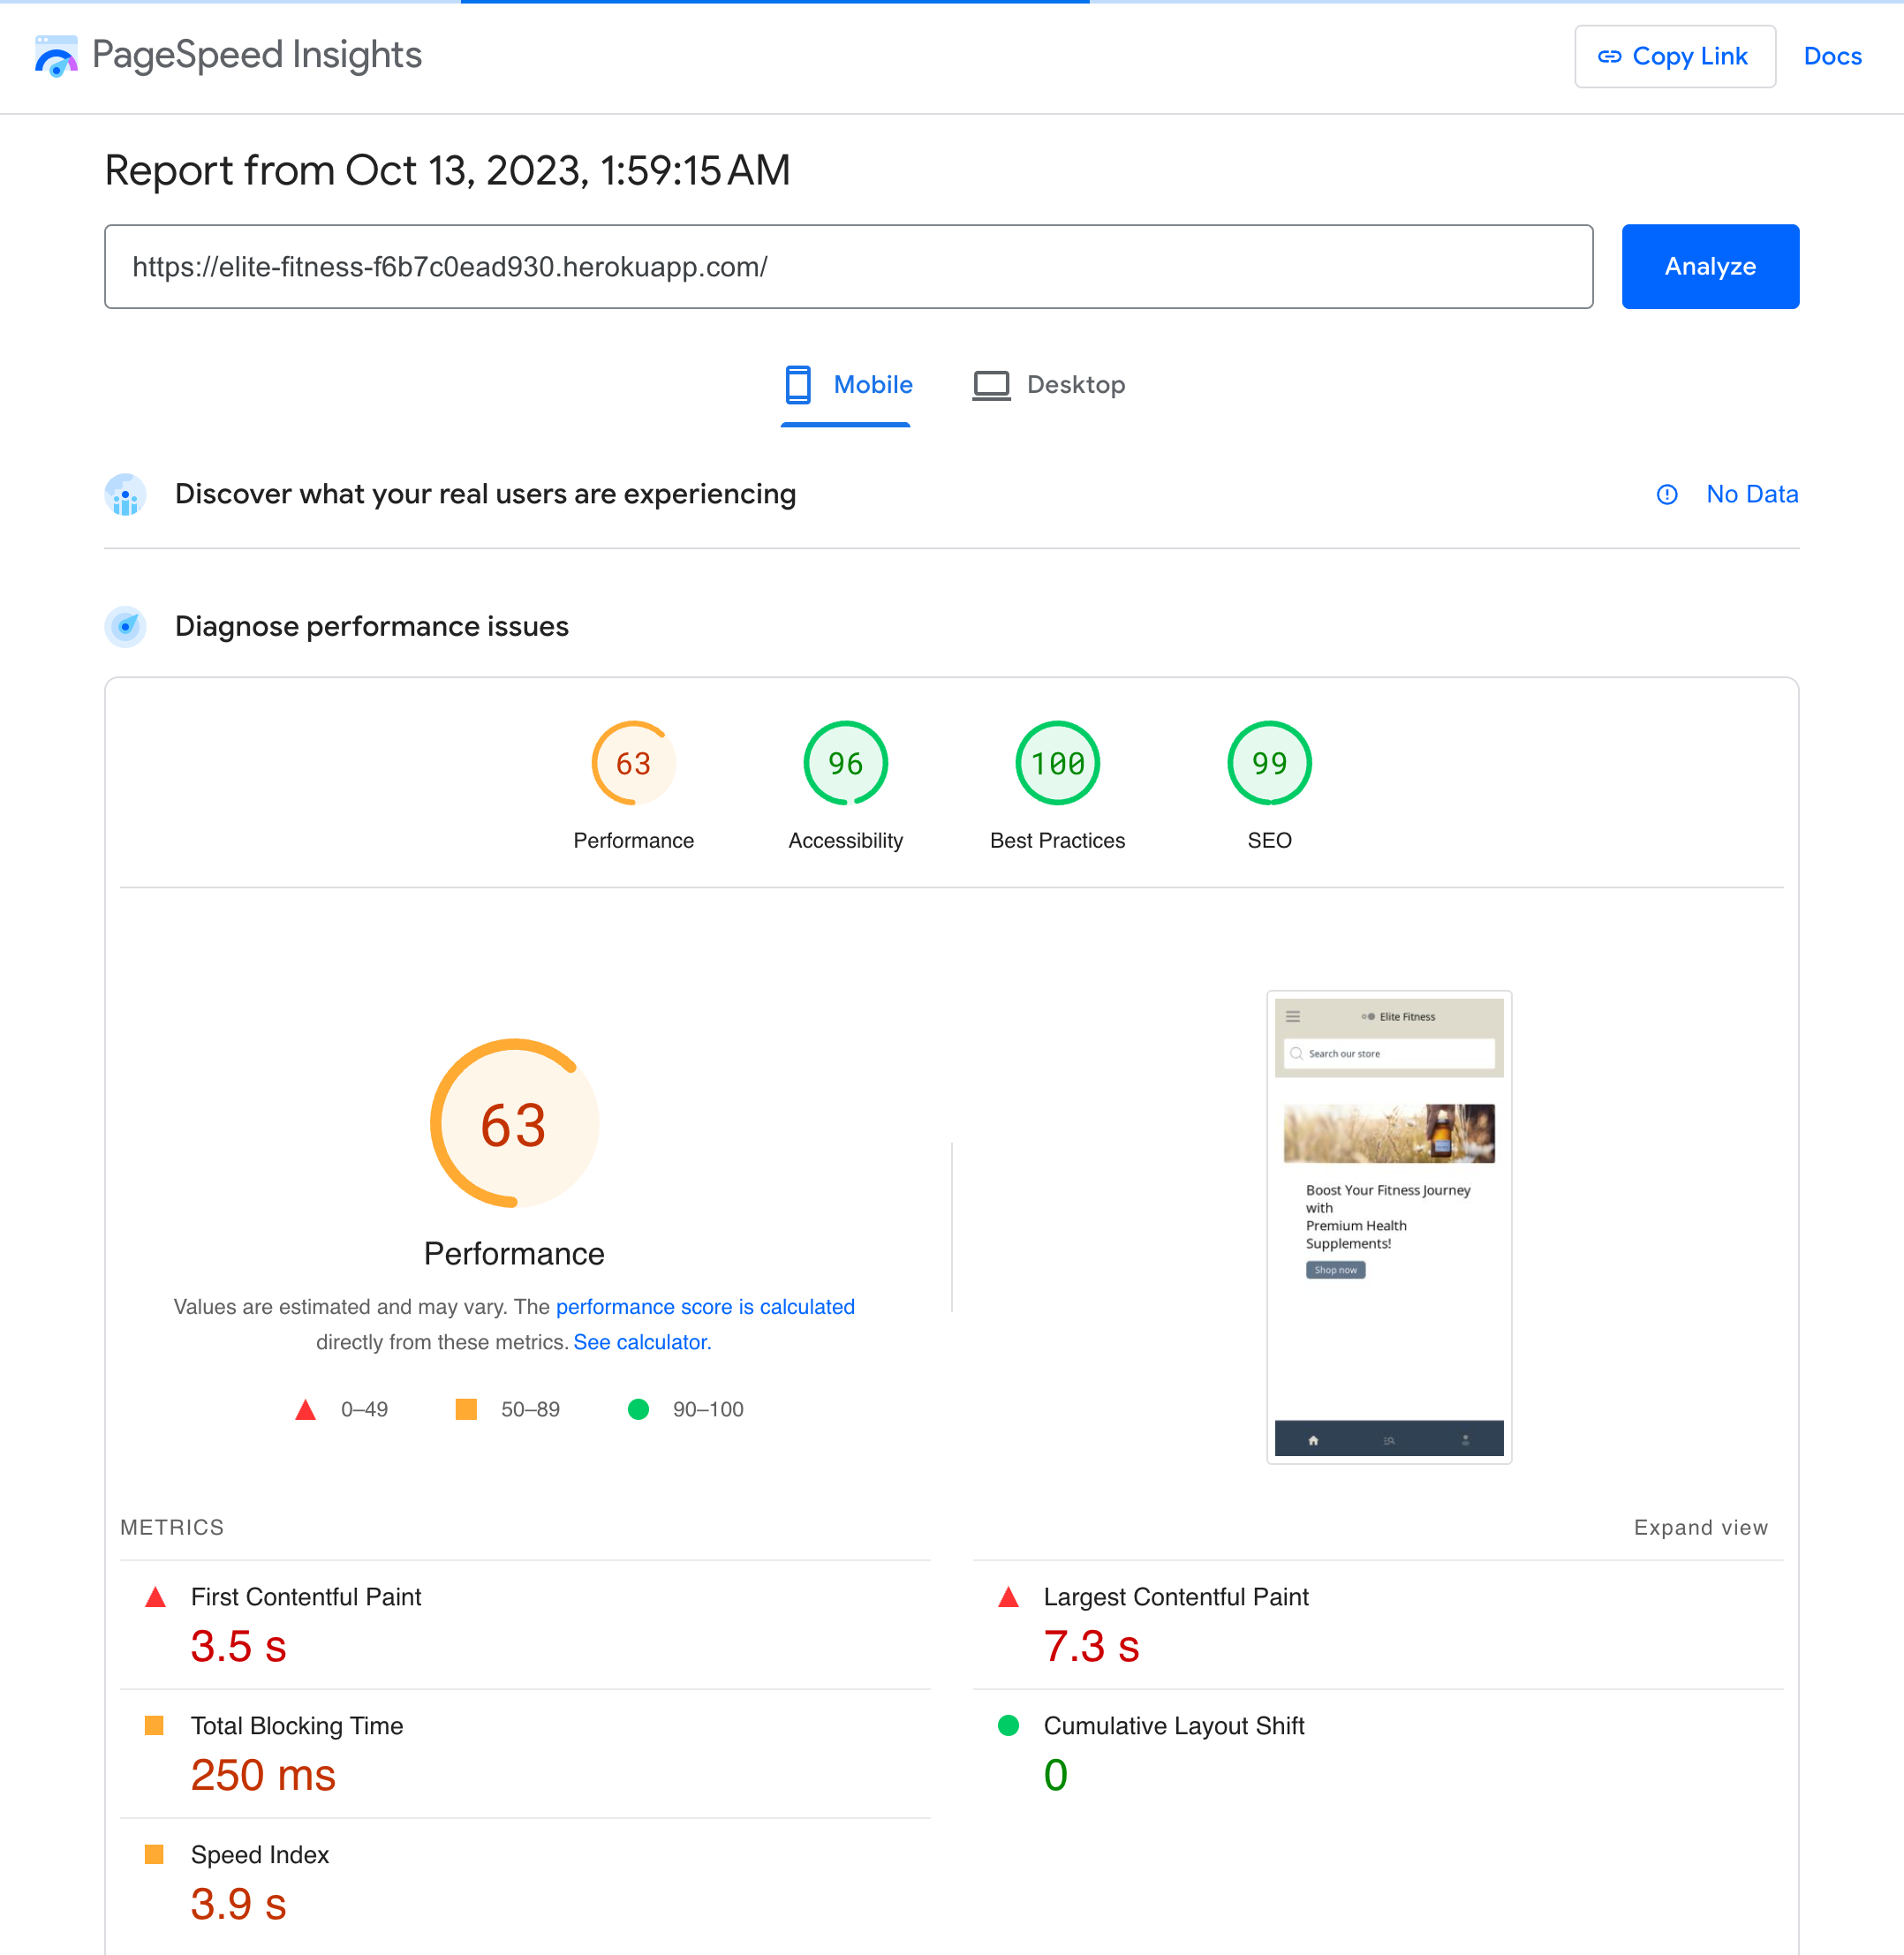 PageSpeed Insights
Copy Link
Docs
Report from Oct 13, 2023, 1:59:15 AM
https://elite-fitness-f6b7c0ead930.herokuapp.com/
Analyze
Mobile
Desktop
Discover what your real users are experiencing
No Data
Diagnose performance issues
63
96
100
99
Performance
Accessibility
Best Practices
SEO
63
Performance
Values are estimated and may vary. The performance score is calculated
directly from these metrics. See calculator.
0–49
50–89
90–100
Elite Fitness
Search our store
Boost Your Fitness Journey
with
Premium Health
Supplements!
Shop now
METRICS
Expand view
First Contentful Paint
3.5 s
Largest Contentful Paint
7.3 s
Total Blocking Time
250 ms
Cumulative Layout Shift
0
Speed Index
3.9 s